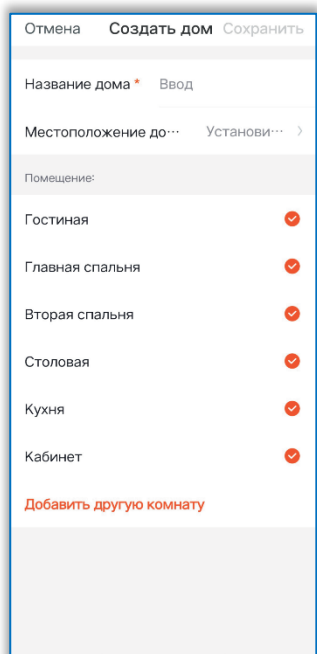 Отмена Создать дом Сохранить
Название дома * Ввод
Местоположение до... Установи...
Помещение:
Гостиная
Главная спальня
Вторая спальня
Столовая
Кухня
Кабинет
Добавить другую комнату